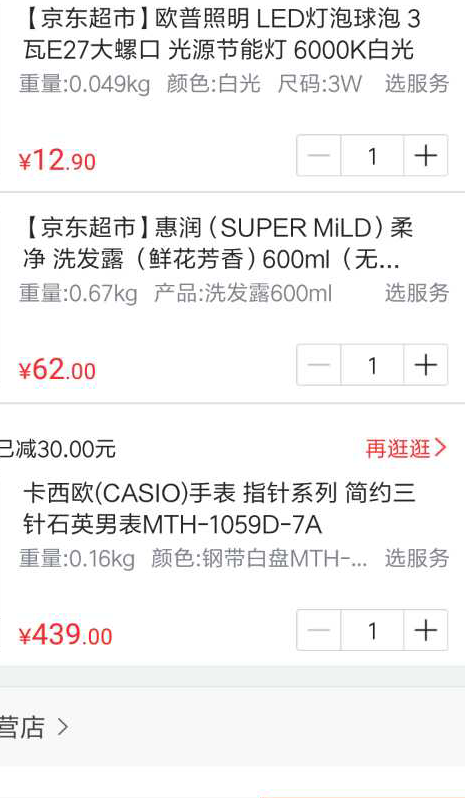 【京东超市】欧普照明 LED灯泡球泡 3
瓦E27大螺口 光源节能灯 6000K白光
重量:0.049kg 颜色:白光 尺码:3W 选服务
¥12.90 1
【京东超市】惠润（SUPER MiLD）柔
净 洗发露（鲜花芳香）600ml（无...
重量:0.67kg 产品:洗发露600ml 选服务
¥62.00 1
已减30.00元 再逛逛
卡西欧(CASIO)手表 指针系列 简约三
针石英男表MTH-1059D-7A
重量:0.16kg 颜色:钢带白盘MTH-... 选服务
¥439.00 1
营店